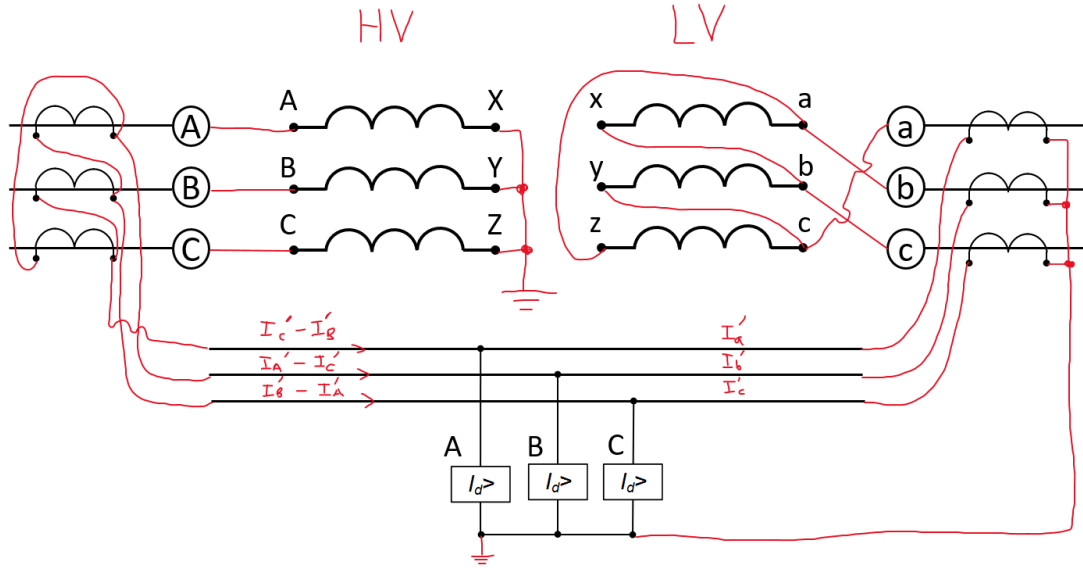 HV LV
A X x a
A a
B Y y b
B b
C Z z c
C c
I_c' - I_B' I_a'
I_A' - I_C' I_b'
I_B' - I_A' I_c'
A B C
I_d> I_d> I_d>